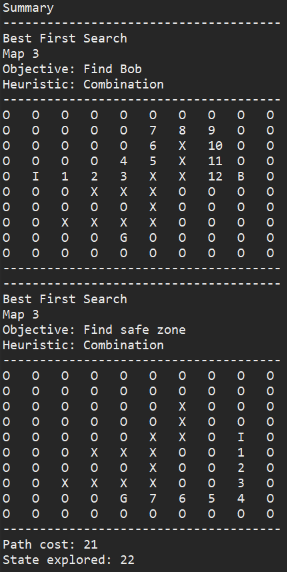 Summary
--------------------------------------
Best First Search
Map 3
Objective: Find Bob
Heuristic: Combination
--------------------------------------
O O O O O O O O O O
O O O O O 7 8 9 O O
O O O O O 6 X 10 O O
O O O O 4 5 X 11 O O
O I 1 2 3 X X 12 B O
O O O X X X O O O O
O O O O O X O O O O
O O X X X X O O O O
O O O O G O O O O O
O O O O O O O O O O
--------------------------------------
--------------------------------------
Best First Search
Map 3
Objective: Find safe zone
Heuristic: Combination
--------------------------------------
O O O O O O O O O O
O O O O O O O O O O
O O O O O O X O O O
O O O O O O X O O O
O O O O O X X O I O
O O O X X X O O 1 O
O O O O O X O O 2 O
O O X X X X O O 3 O
O O O O G 7 6 5 4 O
O O O O O O O O O O
--------------------------------------
Path cost: 21
State explored: 22